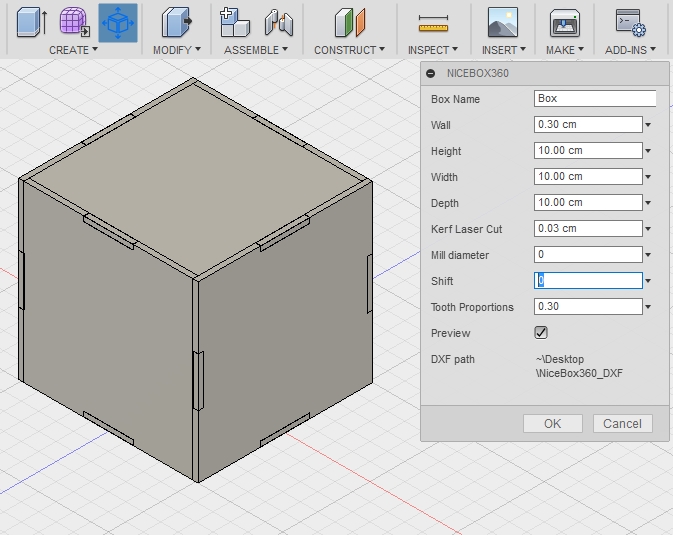 CREATE MODIFY ASSEMBLE CONSTRUCT INSPECT INSERT MAKE ADD-INS
NICEBOX360
Box Name Box
Wall 0.30 cm
Height 10.00 cm
Width 10.00 cm
Depth 10.00 cm
Kerf Laser Cut 0.03 cm
Mill diameter 0
Shift 0
Tooth Proportions 0.30
Preview
DXF path ~\Desktop
\NiceBox360_DXF
OK Cancel